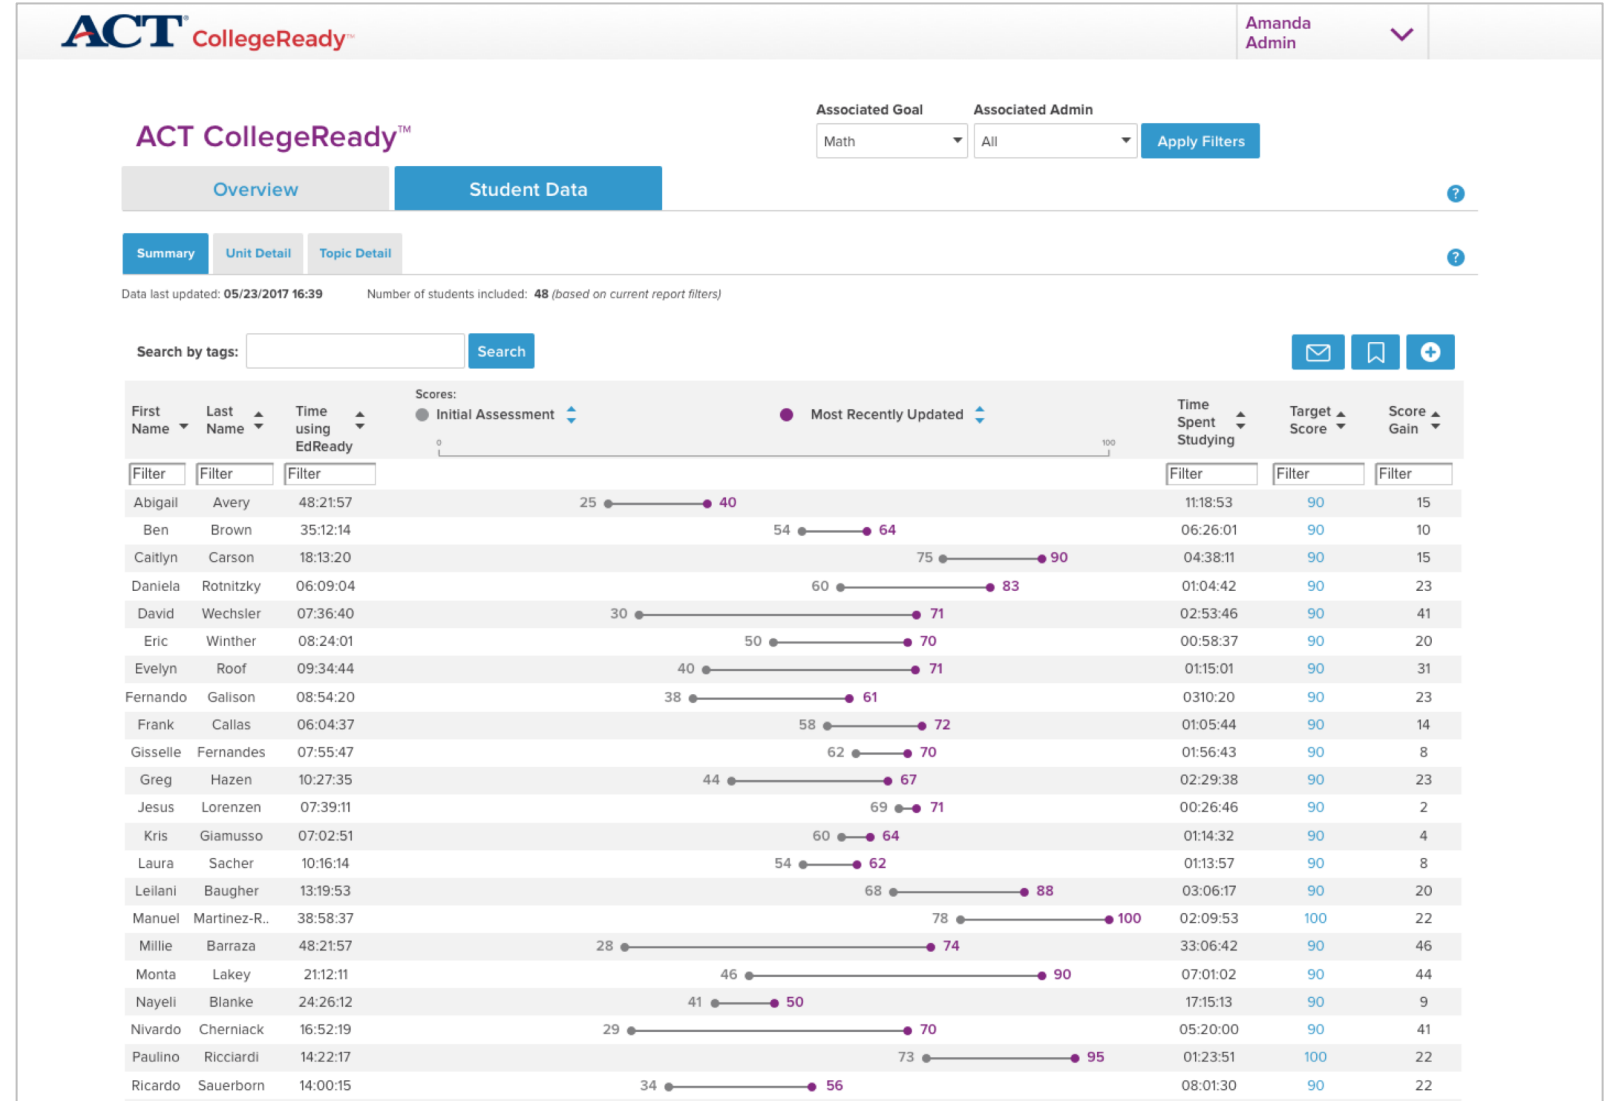 ACT® CollegeReady™
Amanda
Admin
Associated Goal Associated Admin
ACT CollegeReady™
Math All Apply Filters
Overview Student Data ?
Summary Unit Detail Topic Detail ?
Data last updated: 05/23/2017 16:39 Number of students included: 48 (based on current report filters)
Search by tags: Search
Scores:
First Name Last Name Time using EdReady Initial Assessment Most Recently Updated Time Spent Studying Target Score Score Gain
0 100
Filter Filter Filter Filter Filter Filter
Abigail Avery 48:21:57 25 40 11:18:53 90 15
Ben Brown 35:12:14 54 64 06:26:01 90 10
Caitlyn Carson 18:13:20 75 90 04:38:11 90 15
Daniela Rotnitzky 06:09:04 60 83 01:04:42 90 23
David Wechsler 07:36:40 30 71 02:53:46 90 41
Eric Winther 08:24:01 50 70 00:58:37 90 20
Evelyn Roof 09:34:44 40 71 01:15:01 90 31
Fernando Galison 08:54:20 38 61 0310:20 90 23
Frank Callas 06:04:37 58 72 01:05:44 90 14
Gisselle Fernandes 07:55:47 62 70 01:56:43 90 8
Greg Hazen 10:27:35 44 67 02:29:38 90 23
Jesus Lorenzen 07:39:11 69 71 00:26:46 90 2
Kris Giamusso 07:02:51 60 64 01:14:32 90 4
Laura Sacher 10:16:14 54 62 01:13:57 90 8
Leilani Baugher 13:19:53 68 88 03:06:17 90 20
Manuel Martinez-R.. 38:58:37 78 100 02:09:53 100 22
Millie Barraza 48:21:57 28 74 33:06:42 90 46
Monta Lakey 21:12:11 46 90 07:01:02 90 44
Nayeli Blanke 24:26:12 41 50 17:15:13 90 9
Nivardo Cherniack 16:52:19 29 70 05:20:00 90 41
Paulino Ricciardi 14:22:17 73 95 01:23:51 100 22
Ricardo Sauerborn 14:00:15 34 56 08:01:30 90 22